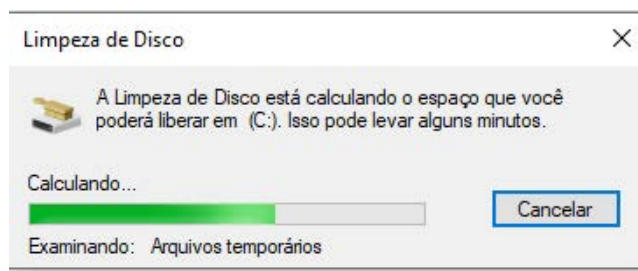 Limpeza de Disco
A Limpeza de Disco está calculando o espaço que você
poderá liberar em (C:). Isso pode levar alguns minutos.
Calculando...
Cancelar
Examinando: Arquivos temporários